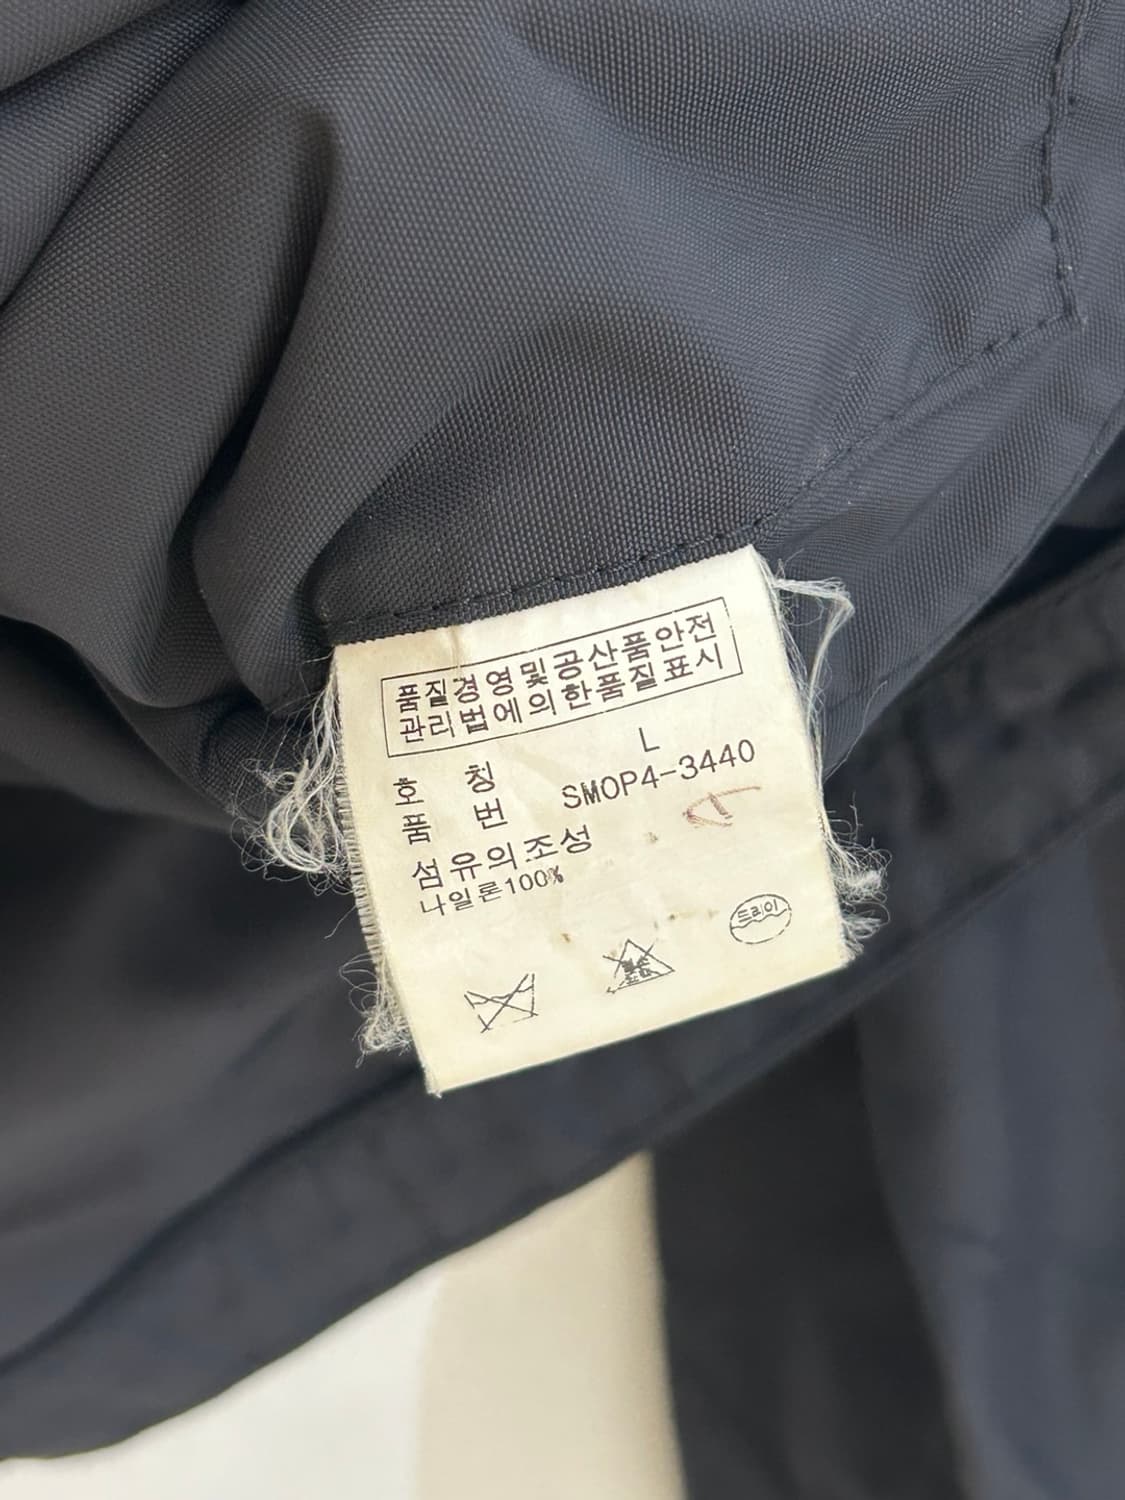 품질경영및공산품안전
관리법에의한품질표시
호 칭 L
품 번 SMOP4-3440
섬유의조성
나일론100%
드라이